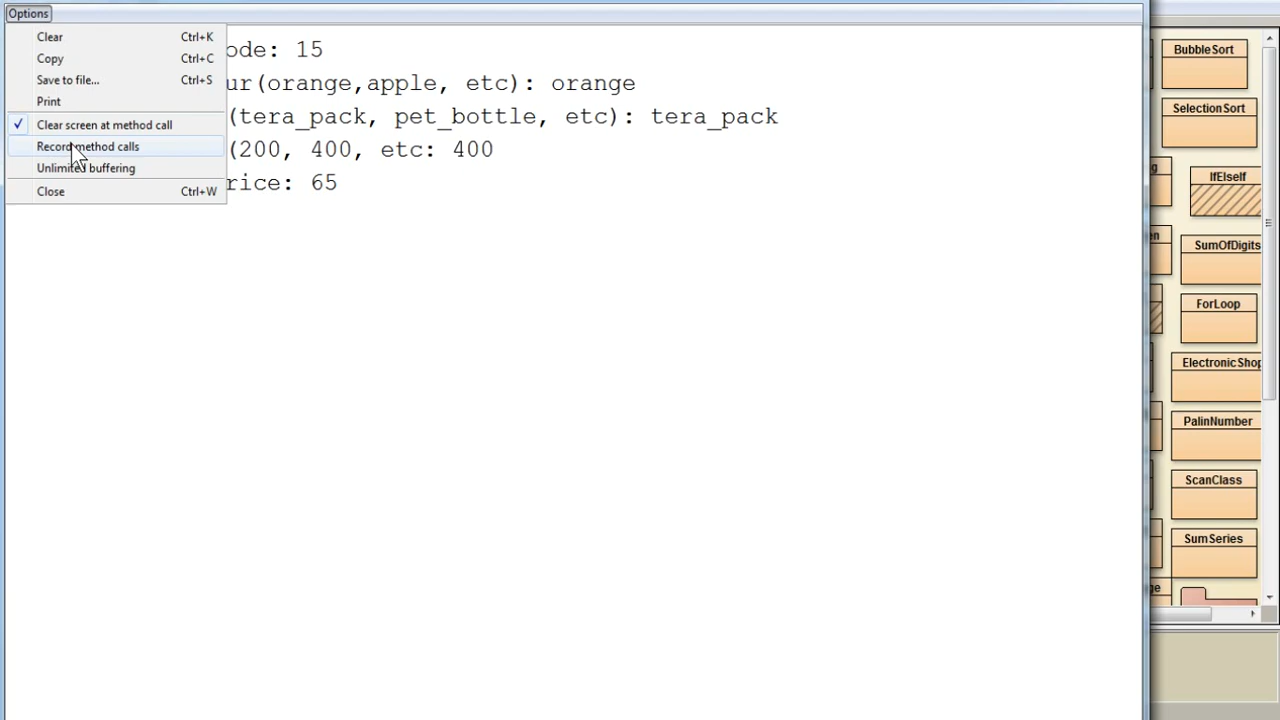 Options
Clear Ctrl+K
Copy Ctrl+C
Save to file... Ctrl+S
Print
Clear screen at method call
Record method calls
Unlimited buffering
Close Ctrl+W
ode: 15
ur(orange,apple, etc): orange
(tera_pack, pet_bottle, etc): tera_pack
(200, 400, etc: 400
rice: 65
BubbleSort
SelectionSort
g
IfElseIf
en
SumOfDigits
ForLoop
ElectronicShop
PalinNumber
ScanClass
SumSeries
ge